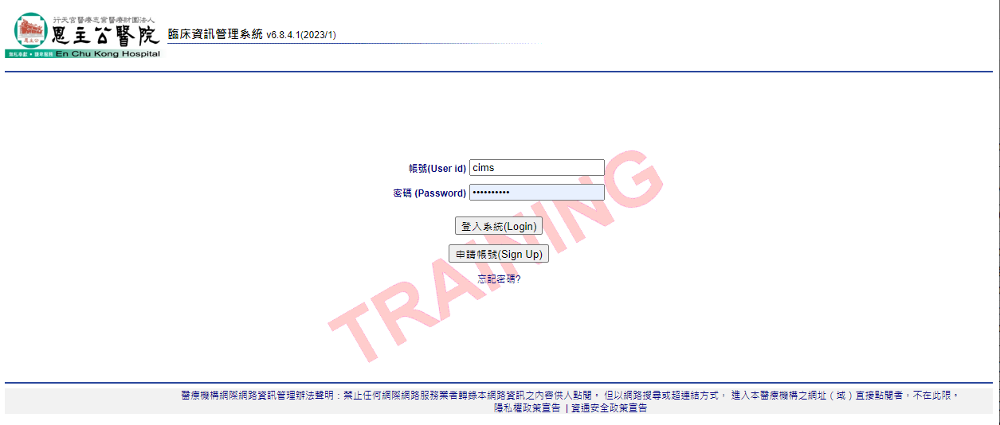 行天宮醫療志業醫療財團法人
恩主公醫院
恩主公
En Chu Kong Hospital
臨床資訊管理系統 v6.8.4.1(2023/1)
帳號(User id) cims
密碼 (Password) ••••••••••
登入系統(Login)
申請帳號(Sign Up)
忘記密碼?
TRAINING
醫療機構網際網路資訊管理辦法聲明：禁止任何網際網路服務業者轉錄本網路資訊之內容供人點閱。 但以網路搜尋或超連結方式， 進入本醫療機構之網址（域）直接點閱者，不在此限。
隱私權政策宣告 | 資通安全政策宣告